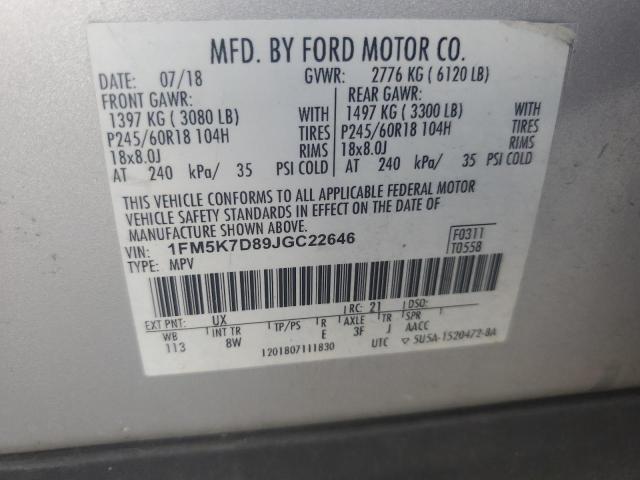 MFD. BY FORD MOTOR CO.
DATE: 07/18 GVWR: 2776 KG ( 6120 LB)
FRONT GAWR: REAR GAWR:
1397 KG ( 3080 LB) WITH 1497 KG ( 3300 LB) WITH
P245/60R18 104H TIRES P245/60R18 104H TIRES
18x8.0J RIMS 18x8.0J RIMS
AT 240 kPa/ 35 PSI COLD AT 240 kPa/ 35 PSI COLD
THIS VEHICLE CONFORMS TO ALL APPLICABLE FEDERAL MOTOR
VEHICLE SAFETY STANDARDS IN EFFECT ON THE DATE OF
MANUFACTURE SHOWN ABOVE.
VIN: 1FM5K7D89JGC22646 F0311
TYPE: MPV T0558
RC: 21 DSO:
EXT PNT: UX
WB INT TR TP/PS R AXLE TR SPR
113 8W E 3F J AACC
1201807111830 UTC ▽ 5U5A-1520472-BA